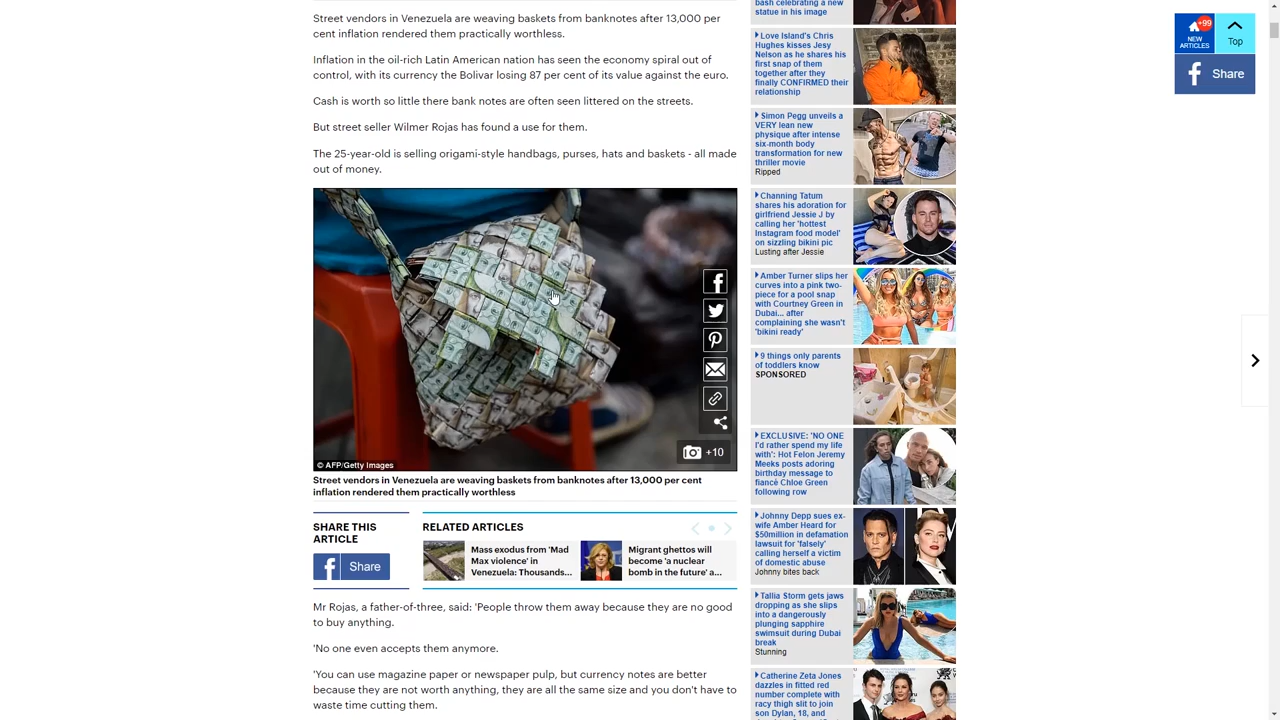 Street vendors in Venezuela are weaving baskets from banknotes after 13,000 per
cent inflation rendered them practically worthless.
Inflation in the oil-rich Latin American nation has seen the economy spiral out of
control, with its currency the Bolivar losing 87 per cent of its value against the euro.
Cash is worth so little there bank notes are often seen littered on the streets.
But street seller Wilmer Rojas has found a use for them.
The 25-year-old is selling origami-style handbags, purses, hats and baskets - all made
out of money.
© AFP/Getty Images
+10
Street vendors in Venezuela are weaving baskets from banknotes after 13,000 per cent
inflation rendered them practically worthless
SHARE THIS
ARTICLE
Share
RELATED ARTICLES
Mass exodus from 'Mad
Max violence' in
Venezuela: Thousands...
Migrant ghettos will
become 'a nuclear
bomb in the future' a...
Mr Rojas, a father-of-three, said: 'People throw them away because they are no good
to buy anything.
'No one even accepts them anymore.
'You can use magazine paper or newspaper pulp, but currency notes are better
because they are not worth anything, they are all the same size and you don't have to
waste time cutting them.
bash celebrating a new
statue in his image
Love Island's Chris
Hughes kisses Jesy
Nelson as he shares his
first snap of them
together after they
finally CONFIRMED their
relationship
Simon Pegg unveils a
VERY lean new
physique after intense
six-month body
transformation for new
thriller movie
Ripped
Channing Tatum
shares his adoration for
girlfriend Jessie J by
calling her 'hottest
Instagram food model'
on sizzling bikini pic
Lusting after Jessie
Amber Turner slips her
curves into a pink two-
piece for a pool snap
with Courtney Green in
Dubai... after
complaining she wasn't
'bikini ready'
9 things only parents
of toddlers know
SPONSORED
EXCLUSIVE: 'NO ONE
I'd rather spend my life
with': Hot Felon Jeremy
Meeks posts adoring
birthday message to
fiancé Chloe Green
following row
Johnny Depp sues ex-
wife Amber Heard for
$50million in defamation
lawsuit for 'falsely'
calling herself a victim
of domestic abuse
Johnny bites back
Tallia Storm gets jaws
dropping as she slips
into a dangerously
plunging sapphire
swimsuit during Dubai
break
Stunning
Catherine Zeta Jones
dazzles in fitted red
number complete with
racy thigh slit to join
son Dylan, 18, and
+99
NEW
ARTICLES
Top
Share